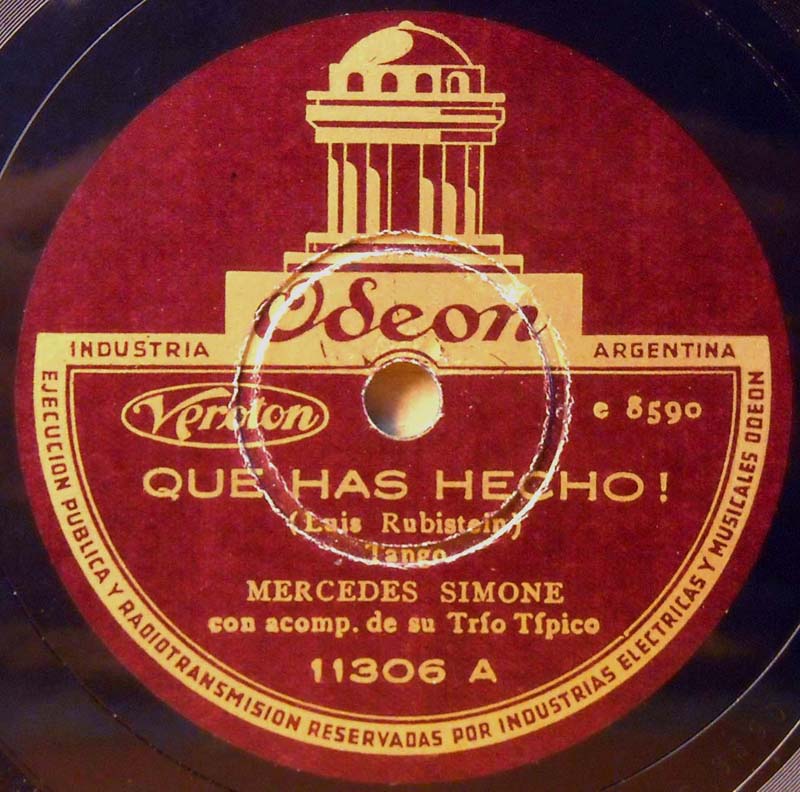 Odeon
INDUSTRIA ARGENTINA
Veroton
e 8590
QUE HAS HECHO!
(Luis Rubistein)
Tango
MERCEDES SIMONE
con acomp. de su Trío Típico
11306 A
EJECUCION PUBLICA Y RADIOTRANSMISION RESERVADAS POR INDUSTRIAS ELECTRICAS Y MUSICALES ODEON